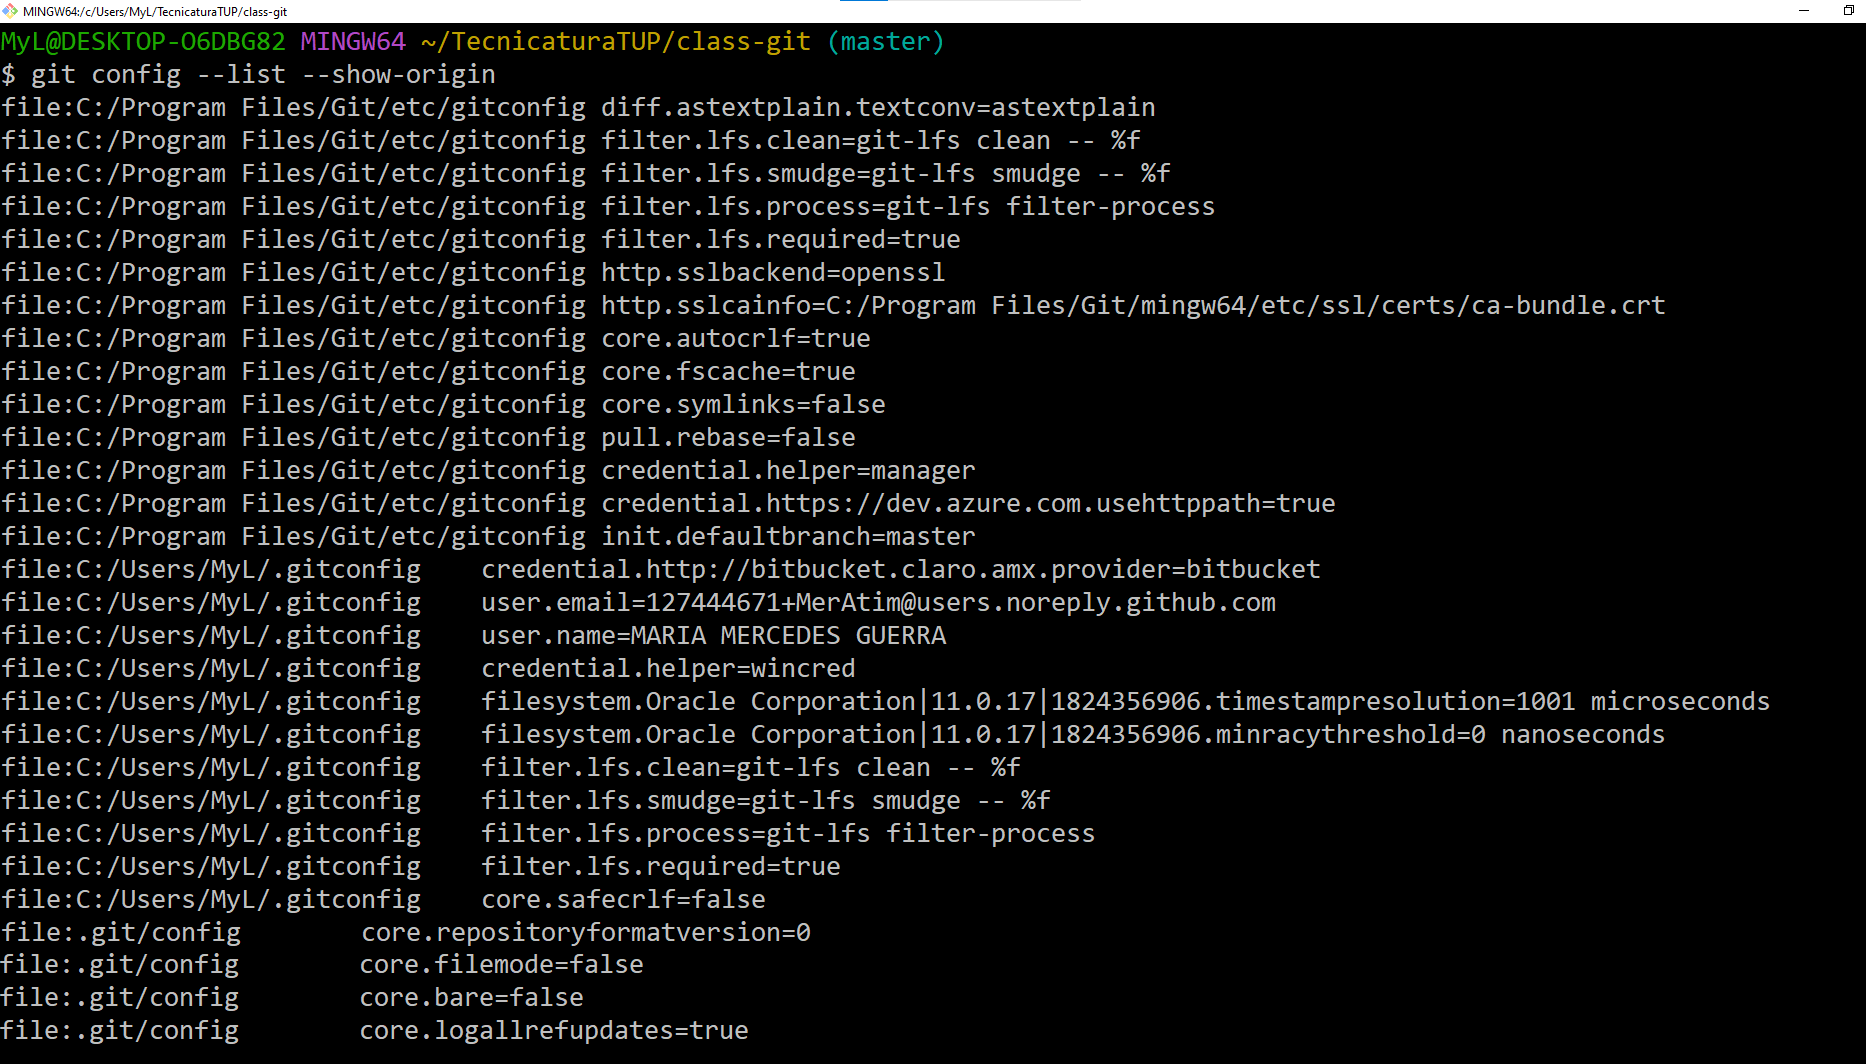 MINGW64:/c/Users/MyL/TecnicaturaTUP/class-git
MyL@DESKTOP-O6DBG82 MINGW64 ~/TecnicaturaTUP/class-git (master)
$ git config --list --show-origin
file:C:/Program Files/Git/etc/gitconfig diff.astextplain.textconv=astextplain
file:C:/Program Files/Git/etc/gitconfig filter.lfs.clean=git-lfs clean -- %f
file:C:/Program Files/Git/etc/gitconfig filter.lfs.smudge=git-lfs smudge -- %f
file:C:/Program Files/Git/etc/gitconfig filter.lfs.process=git-lfs filter-process
file:C:/Program Files/Git/etc/gitconfig filter.lfs.required=true
file:C:/Program Files/Git/etc/gitconfig http.sslbackend=openssl
file:C:/Program Files/Git/etc/gitconfig http.sslcainfo=C:/Program Files/Git/mingw64/etc/ssl/certs/ca-bundle.crt
file:C:/Program Files/Git/etc/gitconfig core.autocrlf=true
file:C:/Program Files/Git/etc/gitconfig core.fscache=true
file:C:/Program Files/Git/etc/gitconfig core.symlinks=false
file:C:/Program Files/Git/etc/gitconfig pull.rebase=false
file:C:/Program Files/Git/etc/gitconfig credential.helper=manager
file:C:/Program Files/Git/etc/gitconfig credential.https://dev.azure.com.usehttppath=true
file:C:/Program Files/Git/etc/gitconfig init.defaultbranch=master
file:C:/Users/MyL/.gitconfig    credential.http://bitbucket.claro.amx.provider=bitbucket
file:C:/Users/MyL/.gitconfig    user.email=127444671+MerAtim@users.noreply.github.com
file:C:/Users/MyL/.gitconfig    user.name=MARIA MERCEDES GUERRA
file:C:/Users/MyL/.gitconfig    credential.helper=wincred
file:C:/Users/MyL/.gitconfig    filesystem.Oracle Corporation|11.0.17|1824356906.timestampresolution=1001 microseconds
file:C:/Users/MyL/.gitconfig    filesystem.Oracle Corporation|11.0.17|1824356906.minracythreshold=0 nanoseconds
file:C:/Users/MyL/.gitconfig    filter.lfs.clean=git-lfs clean -- %f
file:C:/Users/MyL/.gitconfig    filter.lfs.smudge=git-lfs smudge -- %f
file:C:/Users/MyL/.gitconfig    filter.lfs.process=git-lfs filter-process
file:C:/Users/MyL/.gitconfig    filter.lfs.required=true
file:C:/Users/MyL/.gitconfig    core.safecrlf=false
file:.git/config        core.repositoryformatversion=0
file:.git/config        core.filemode=false
file:.git/config        core.bare=false
file:.git/config        core.logallrefupdates=true